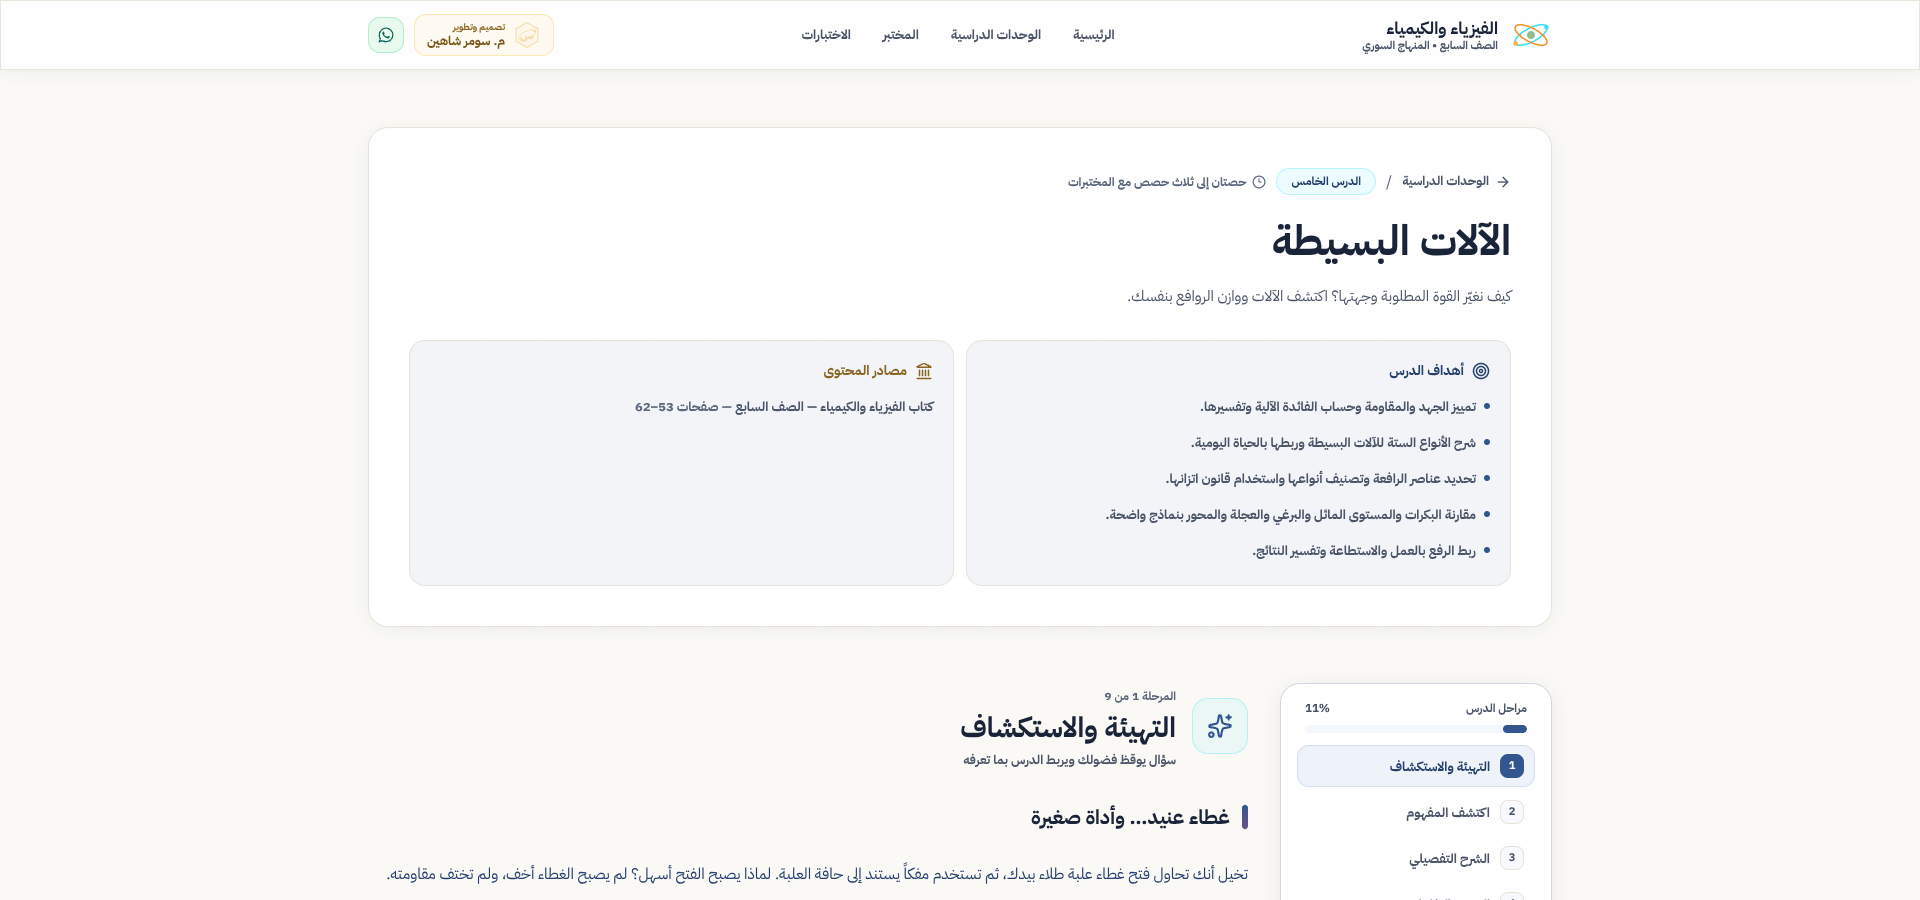 الفيزياء والكيمياء
الصف السابع • المنهاج السوري
الرئيسية
الوحدات الدراسية
المختبر
الاختبارات
تصميم وتطوير
م. سومر شاهين
الوحدات الدراسية / الدرس الخامس حصتان إلى ثلاث حصص مع المختبرات
الآلات البسيطة
كيف نغيّر القوة المطلوبة وجهتها؟ اكتشف الآلات ووازن الروافع بنفسك.
أهداف الدرس
تمييز الجهد والمقاومة وحساب الفائدة الآلية وتفسيرها.
شرح الأنواع الستة للآلات البسيطة وربطها بالحياة اليومية.
تحديد عناصر الرافعة وتصنيف أنواعها واستخدام قانون اتزانها.
مقارنة البكرات والمستوى المائل والبرغي والعجلة والمحور بنماذج واضحة.
ربط الرفع بالعمل والاستطاعة وتفسير النتائج.
مصادر المحتوى
كتاب الفيزياء والكيمياء — الصف السابع — صفحات 53–62
مراحل الدرس
11%
1 التهيئة والاستكشاف
2 اكتشف المفهوم
3 الشرح التفصيلي
المرحلة 1 من 9
التهيئة والاستكشاف
سؤال يوقظ فضولك ويربط الدرس بما تعرفه
غطاء عنيد... وأداة صغيرة
تخيل أنك تحاول فتح غطاء علبة طلاء بيدك، ثم تستخدم مفكاً يستند إلى حافة العلبة. لماذا يصبح الفتح أسهل؟ لم يصبح الغطاء أخف، ولم تختف مقاومته.